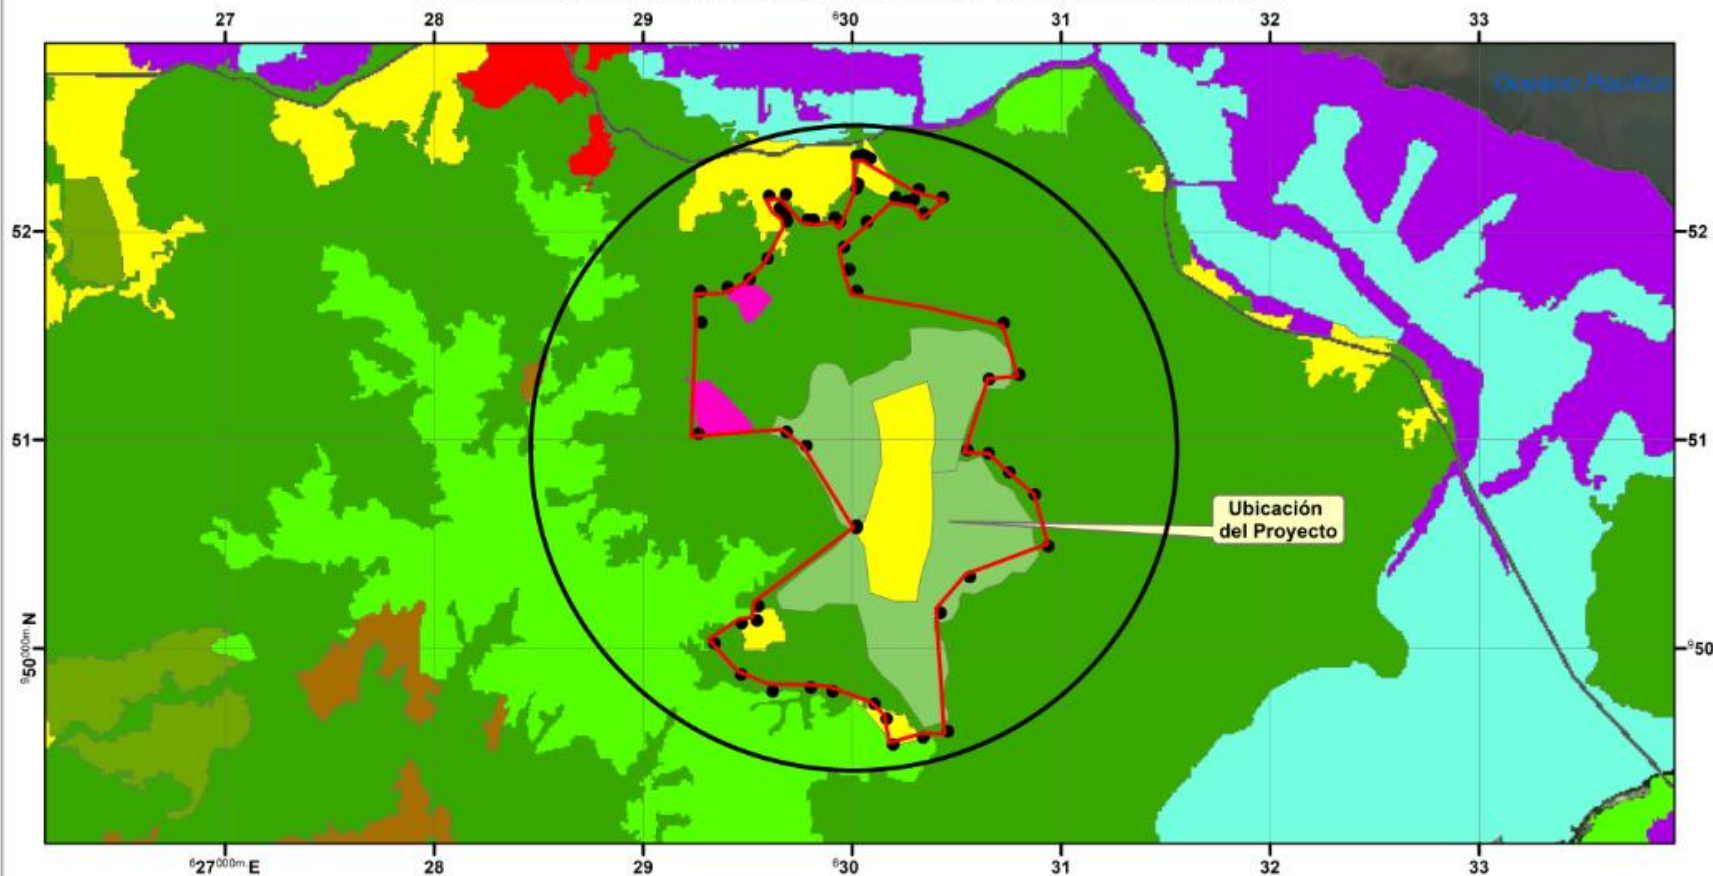 27 28 29 ⁶30 31 32 33
Océano Pacífico
52 52
51 51
Ubicación
del Proyecto
⁹50⁰⁰⁰ᵐ·N ⁹50
⁶27⁰⁰⁰ᵐ·E 28 29 ⁶30 31 32 33